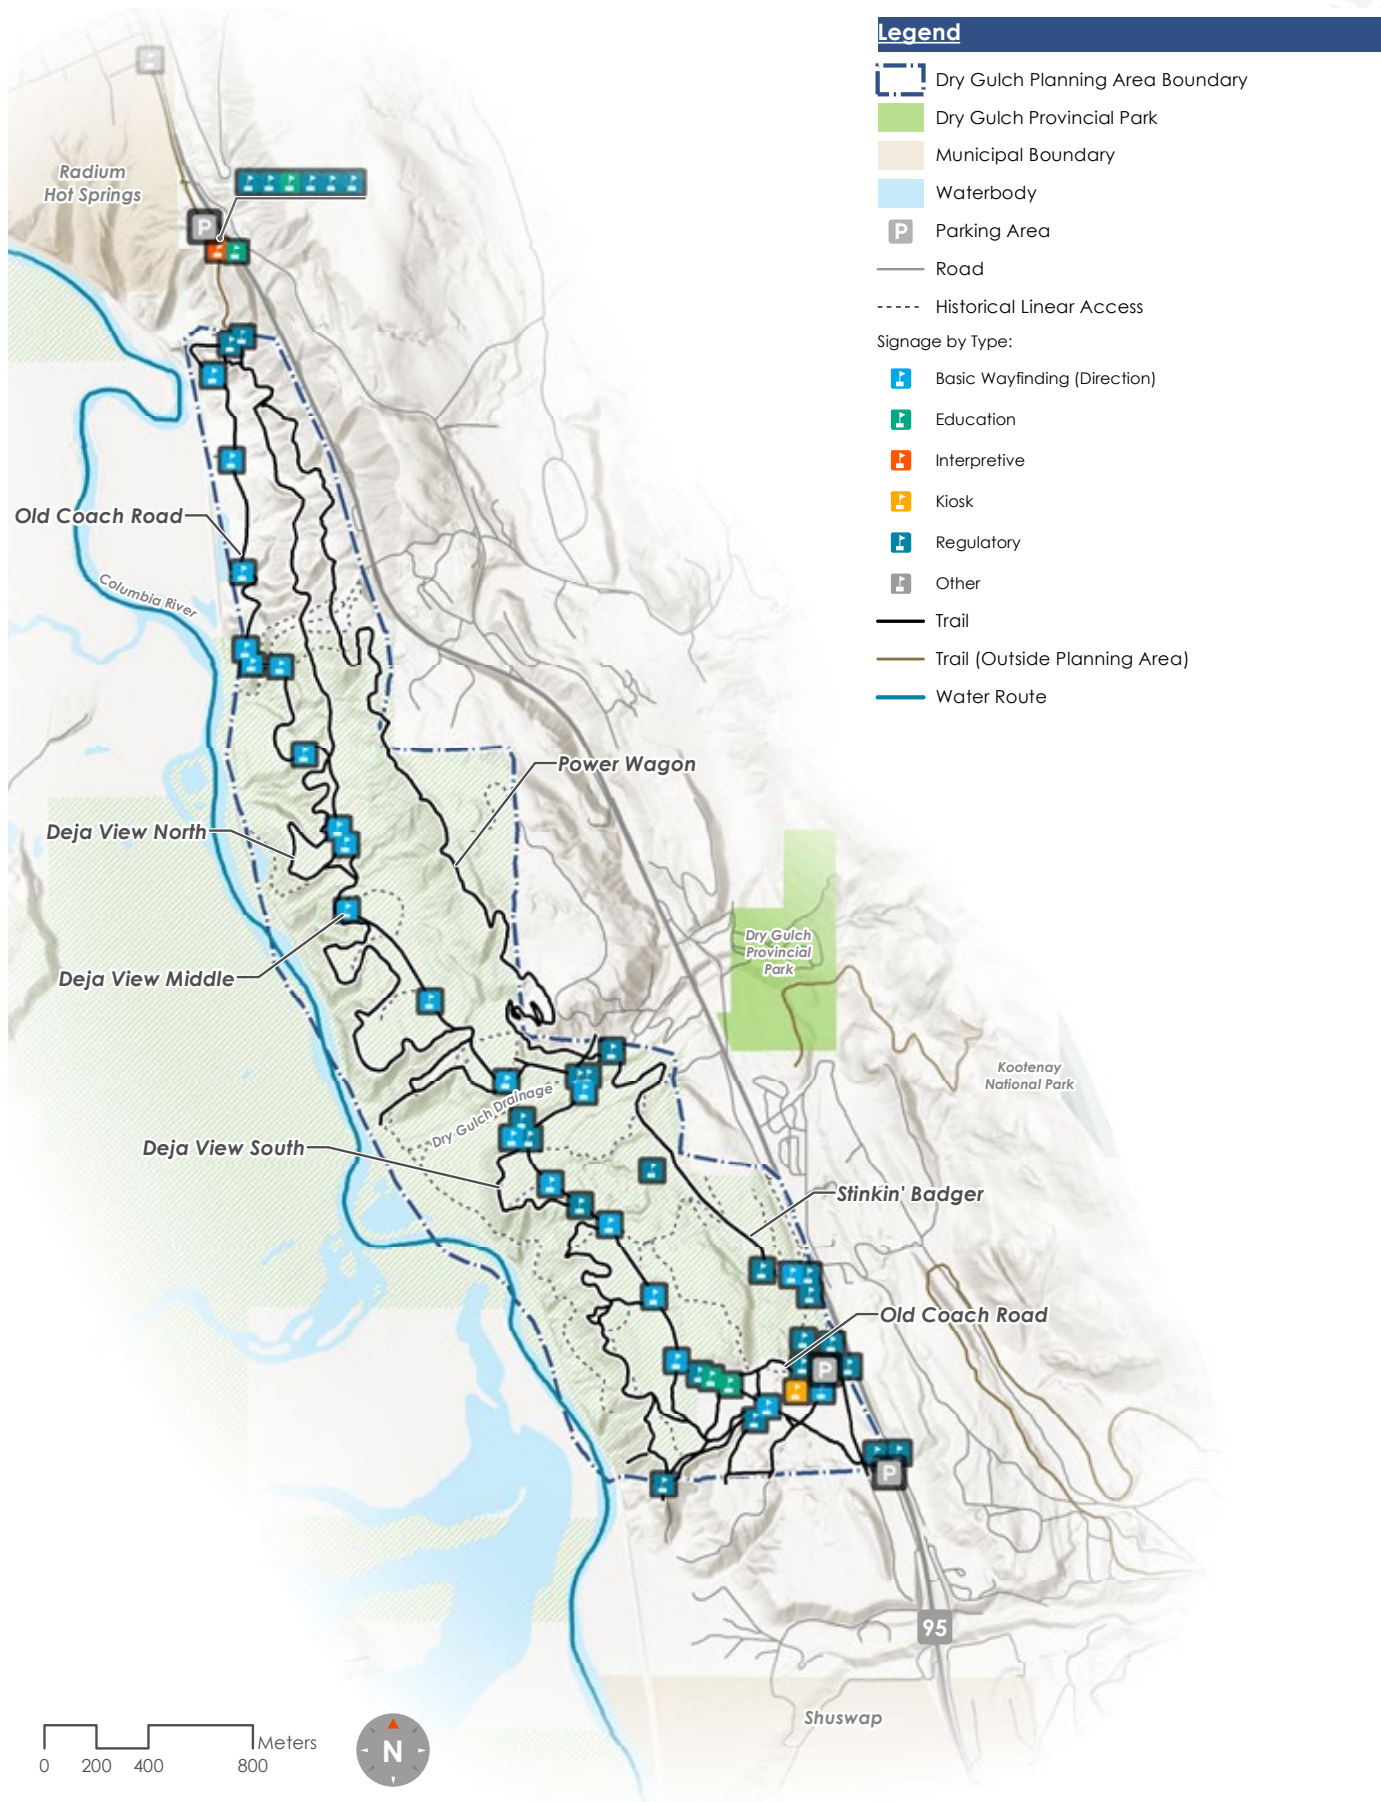 Legend
Dry Gulch Planning Area Boundary
Dry Gulch Provincial Park
Municipal Boundary
Waterbody
P
Parking Area
Road
Historical Linear Access
Signage by Type:
Basic Wayfinding (Direction)
Education
Interpretive
Kiosk
Regulatory
Other
Trail
Trail (Outside Planning Area)
Water Route
Radium
Hot Springs
P
Old Coach Road
Columbia River
Power Wagon
Deja View North
Dry Gulch
Provincial
Park
Deja View Middle
Kootenay
National Park
Dry Gulch Drainage
Deja View South
Stinkin' Badger
Old Coach Road
P
P
95
Shuswap
Meters
0 200 400 800
N